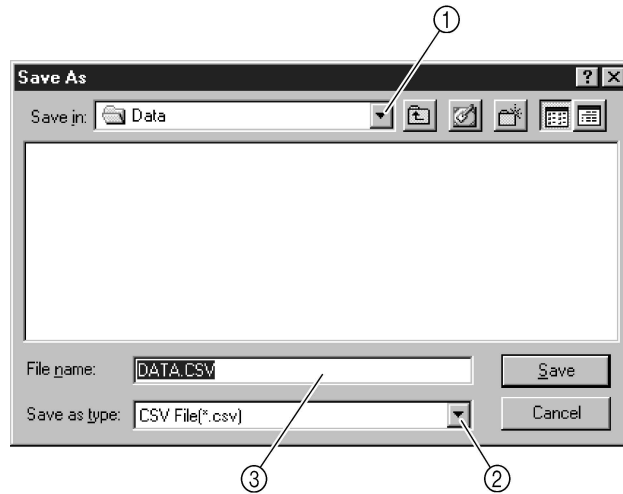 ①
Save As
Save in: Data
File name: DATA.CSV Save
Save as type: CSV File(*.csv) Cancel
③ ②